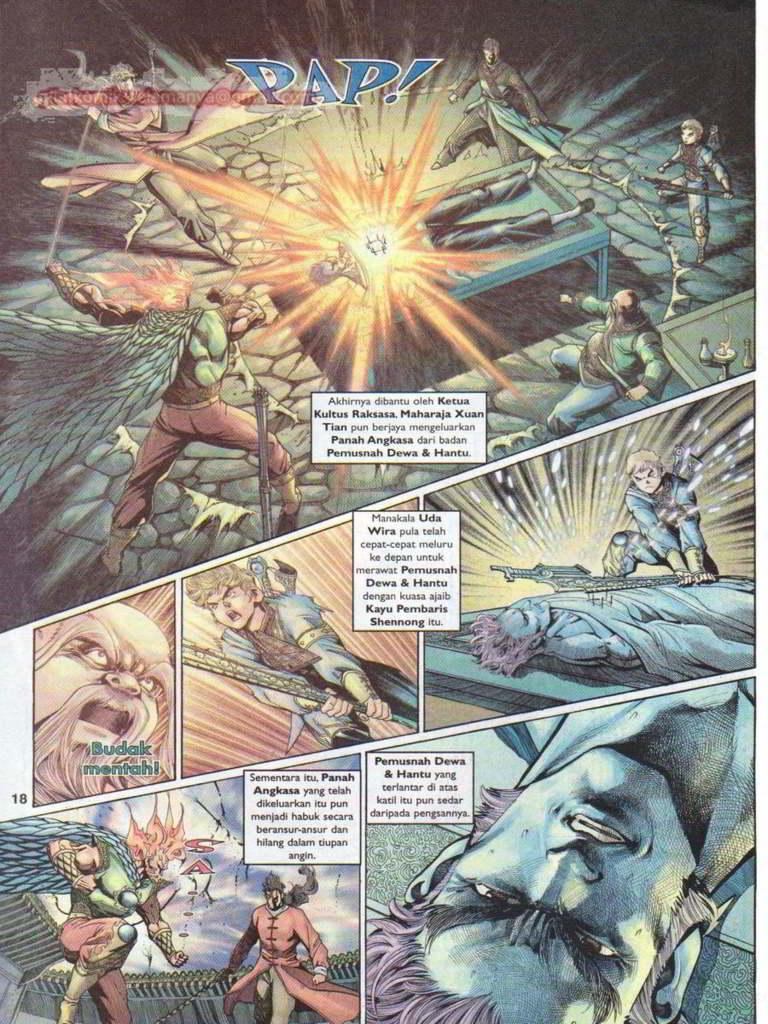 PAP!
Akhirnya dibantu oleh Ketua
Kultus Raksasa, Maharaja Xuan
Tian pun berjaya mengeluarkan
Panah Angkasa dari badan
Pemusnah Dewa & Hantu.
Manakala Uda
Wira pula telah
cepat-cepat meluru
ke depan untuk
merawat Pemusnah
Dewa & Hantu
dengan kuasa ajaib
Kayu Pembaris
Shennong itu.
Budak
mentah!
18
Sementara itu, Panah
Angkasa yang telah
dikeluarkan itu pun
menjadi habuk secara
beransur-ansur dan
hilang dalam tiupan
angin.
Pemusnah Dewa
& Hantu yang
terlantar di atas
katil itu pun sedar
daripada pengsannya.